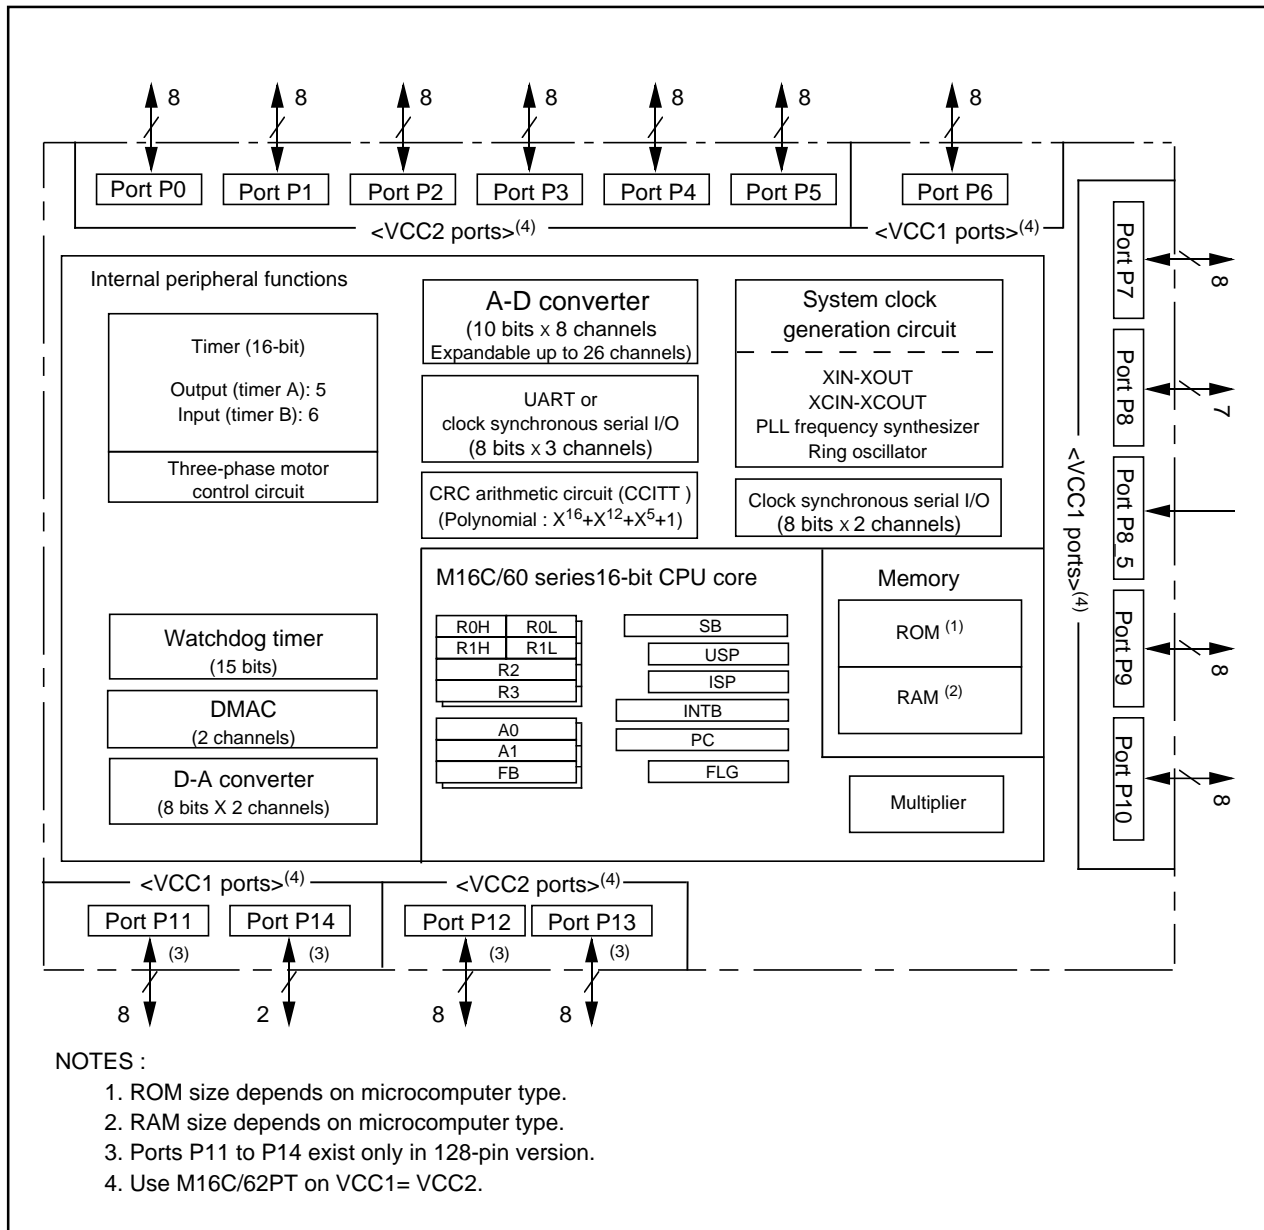 8 8 8 8 8 8 8
Port P0 Port P1 Port P2 Port P3 Port P4 Port P5 Port P6
<VCC2 ports>(4) <VCC1 ports>(4)
Internal peripheral functions
Timer (16-bit)
Output (timer A): 5
Input (timer B): 6
Three-phase motor
control circuit
Watchdog timer
(15 bits)
DMAC
(2 channels)
D-A converter
(8 bits X 2 channels)
A-D converter
(10 bits x 8 channels
Expandable up to 26 channels)
UART or
clock synchronous serial I/O
(8 bits x 3 channels)
CRC arithmetic circuit (CCITT )
(Polynomial : X16+X12+X5+1)
System clock
generation circuit
XIN-XOUT
XCIN-XCOUT
PLL frequency synthesizer
Ring oscillator
Clock synchronous serial I/O
(8 bits x 2 channels)
M16C/60 series16-bit CPU core
R0H R0L
R1H R1L
R2
R3
A0
A1
FB
SB
USP
ISP
INTB
PC
FLG
Memory
ROM (1)
RAM (2)
Multiplier
<VCC1 ports>(4)
Port P7
8
Port P8
7
Port P8_5
Port P9
8
Port P10
8
<VCC1 ports>(4) <VCC2 ports>(4)
Port P11 Port P14 Port P12 Port P13
(3) (3) (3) (3)
8 2 8 8
NOTES :
1. ROM size depends on microcomputer type.
2. RAM size depends on microcomputer type.
3. Ports P11 to P14 exist only in 128-pin version.
4. Use M16C/62PT on VCC1= VCC2.